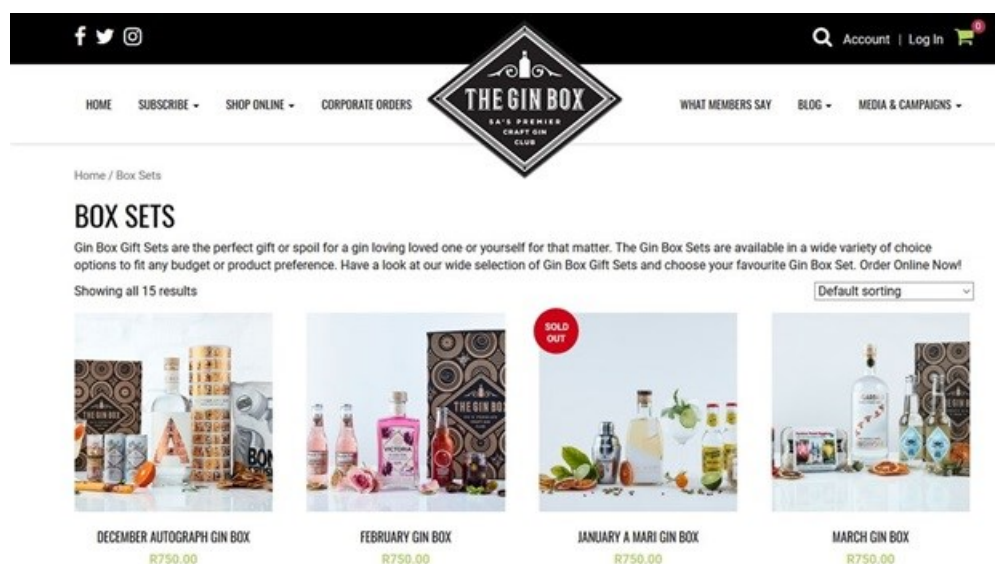 0
Account | Log In
THE GIN BOX
SA'S PREMIER
CRAFT GIN
CLUB
HOME SUBSCRIBE SHOP ONLINE CORPORATE ORDERS
WHAT MEMBERS SAY BLOG MEDIA & CAMPAIGNS
Home / Box Sets
BOX SETS
Gin Box Gift Sets are the perfect gift or spoil for a gin loving loved one or yourself for that matter. The Gin Box Sets are available in a wide variety of choice
options to fit any budget or product preference. Have a look at our wide selection of Gin Box Gift Sets and choose your favourite Gin Box Set. Order Online Now!
Showing all 15 results
Default sorting
SOLD
OUT
A
THE GIN BO
VICTORIA
DECEMBER AUTOGRAPH GIN BOX
R750.00
FEBRUARY GIN BOX
R750.00
JANUARY A MARI GIN BOX
R750.00
MARCH GIN BOX
R750.00